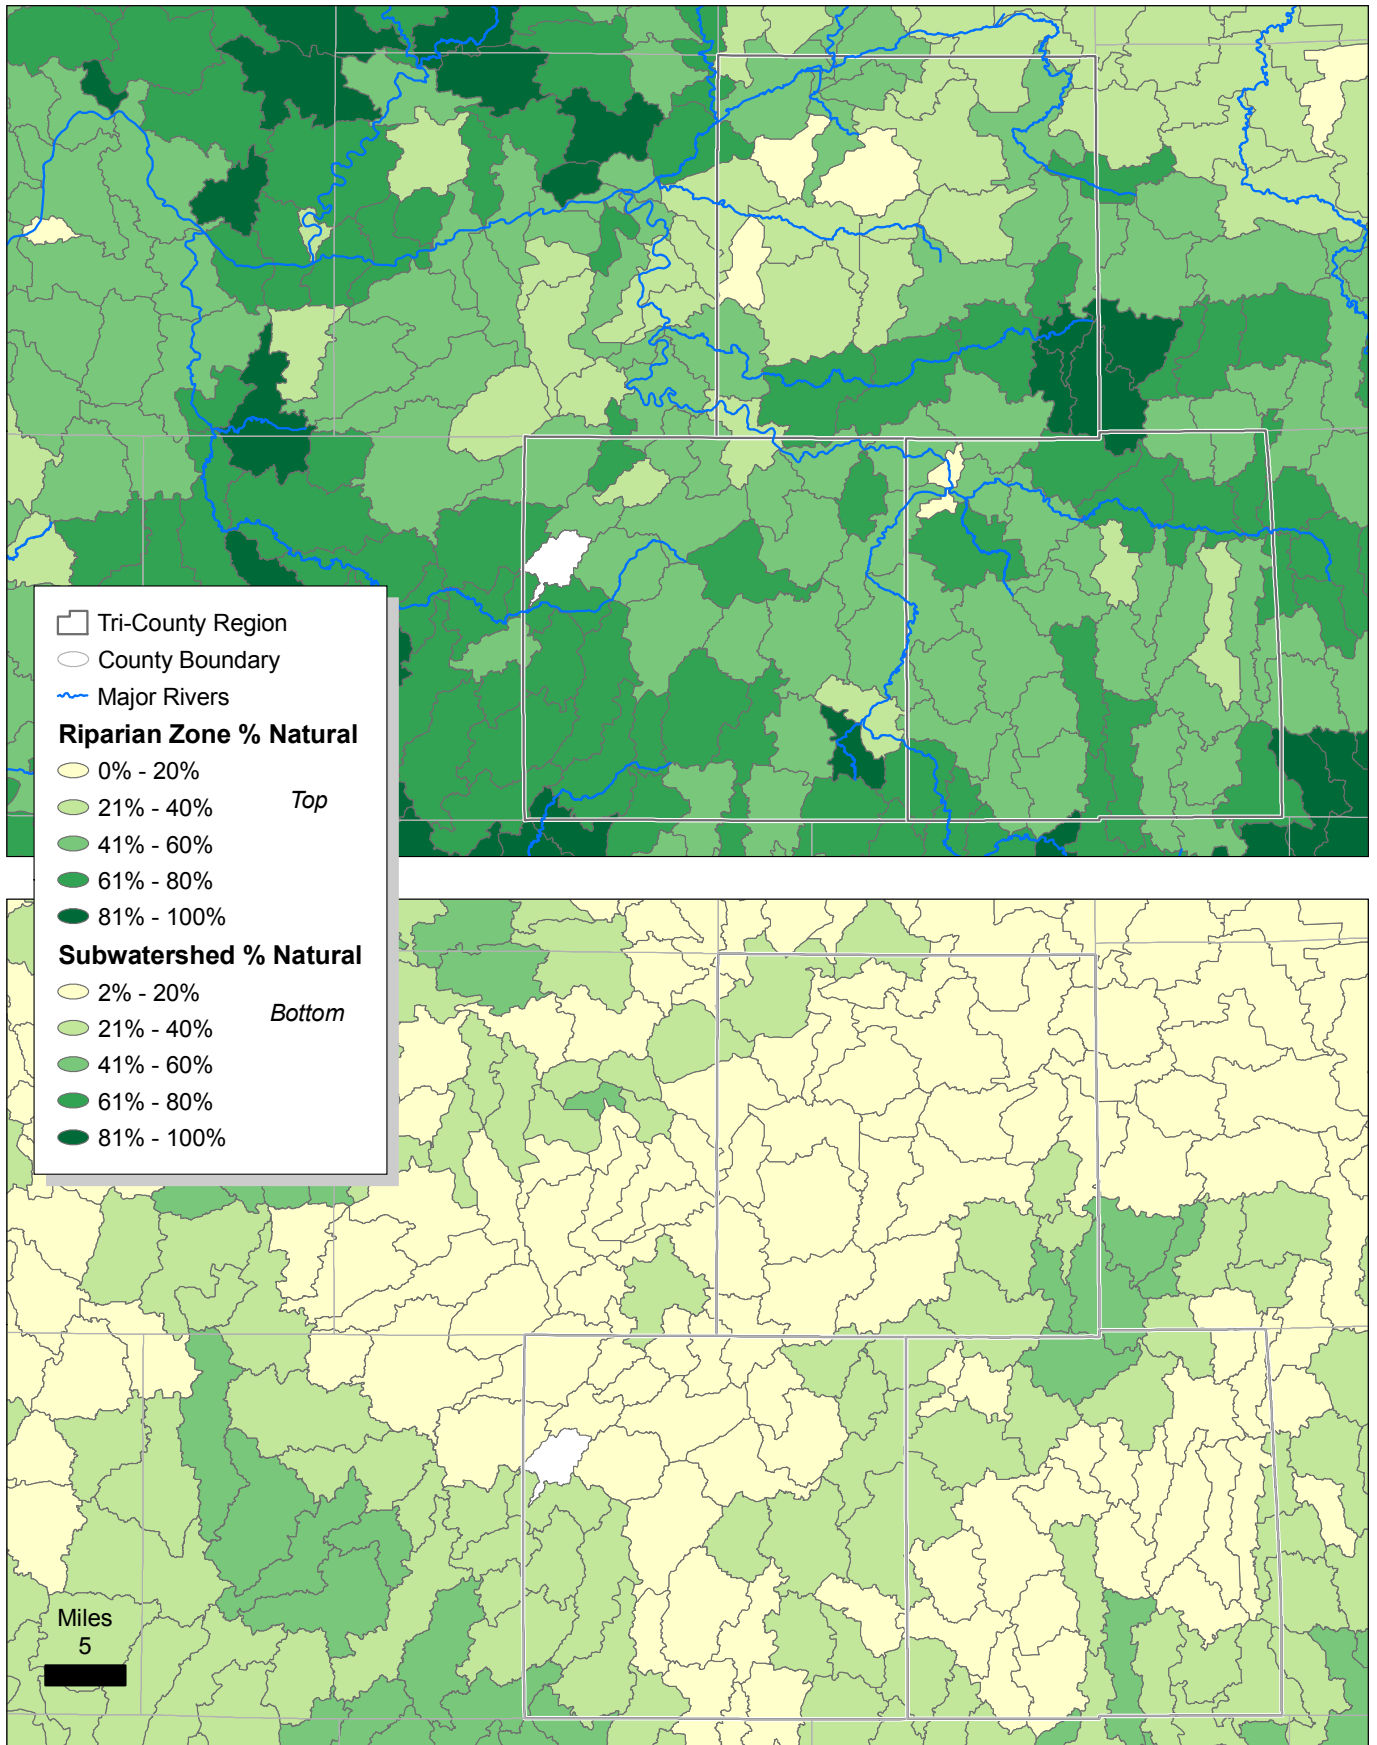 Tri-County Region
County Boundary
Major Rivers
Riparian Zone % Natural
0% - 20%
Top
21% - 40%
41% - 60%
61% - 80%
81% - 100%
Subwatershed % Natural
2% - 20%
Bottom
21% - 40%
41% - 60%
61% - 80%
81% - 100%
Miles
5